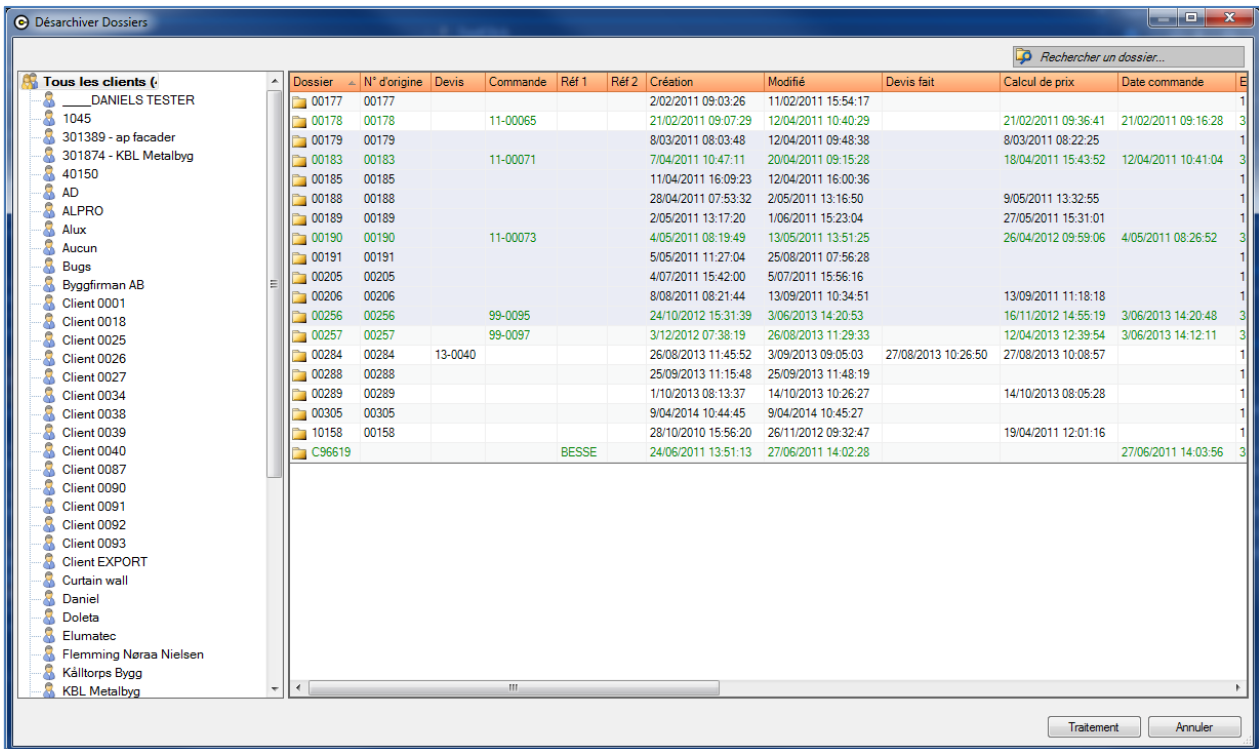 Désarchiver Dossiers
Rechercher un dossier...
Tous les clients (
____DANIELS TESTER
1045
301389 - ap facader
301874 - KBL Metalbyg
40150
AD
ALPRO
Alux
Aucun
Bugs
Byggfirman AB
Client 0001
Client 0018
Client 0025
Client 0026
Client 0027
Client 0034
Client 0038
Client 0039
Client 0040
Client 0087
Client 0090
Client 0091
Client 0092
Client 0093
Client EXPORT
Curtain wall
Daniel
Doleta
Elumatec
Flemming Nøraa Nielsen
Kålltorps Bygg
KBL Metalbyg
Dossier N° d'origine Devis Commande Réf 1 Réf 2 Création Modifié Devis fait Calcul de prix Date commande E
00177 00177 2/02/2011 09:03:26 11/02/2011 15:54:17 1
00178 00178 11-00065 21/02/2011 09:07:29 12/04/2011 10:40:29 21/02/2011 09:36:41 21/02/2011 09:16:28 3
00179 00179 8/03/2011 08:03:48 12/04/2011 09:48:38 8/03/2011 08:22:25 1
00183 00183 11-00071 7/04/2011 10:47:11 20/04/2011 09:15:28 18/04/2011 15:43:52 12/04/2011 10:41:04 3
00185 00185 11/04/2011 16:09:23 12/04/2011 16:00:36 1
00188 00188 28/04/2011 07:53:32 2/05/2011 13:16:50 9/05/2011 13:32:55 1
00189 00189 2/05/2011 13:17:20 1/06/2011 15:23:04 27/05/2011 15:31:01 1
00190 00190 11-00073 4/05/2011 08:19:49 13/05/2011 13:51:25 26/04/2012 09:59:06 4/05/2011 08:26:52 3
00191 00191 5/05/2011 11:27:04 25/08/2011 07:56:28 1
00205 00205 4/07/2011 15:42:00 5/07/2011 15:56:16 1
00206 00206 8/08/2011 08:21:44 13/09/2011 10:34:51 13/09/2011 11:18:18 1
00256 00256 99-0095 24/10/2012 15:31:39 3/06/2013 14:20:53 16/11/2012 14:55:19 3/06/2013 14:20:48 3
00257 00257 99-0097 3/12/2012 07:38:19 26/08/2013 11:29:33 12/04/2013 12:39:54 3/06/2013 14:12:11 3
00284 00284 13-0040 26/08/2013 11:45:52 3/09/2013 09:05:03 27/08/2013 10:26:50 27/08/2013 10:08:57 1
00288 00288 25/09/2013 11:15:48 25/09/2013 11:48:19 1
00289 00289 1/10/2013 08:13:37 14/10/2013 10:26:27 14/10/2013 08:05:28 1
00305 00305 9/04/2014 10:44:45 9/04/2014 10:45:27 1
10158 00158 28/10/2010 15:56:20 26/11/2012 09:32:47 19/04/2011 12:01:16 1
C96619 BESSE 24/06/2011 13:51:13 27/06/2011 14:02:28 27/06/2011 14:03:56 3
Traitement Annuler